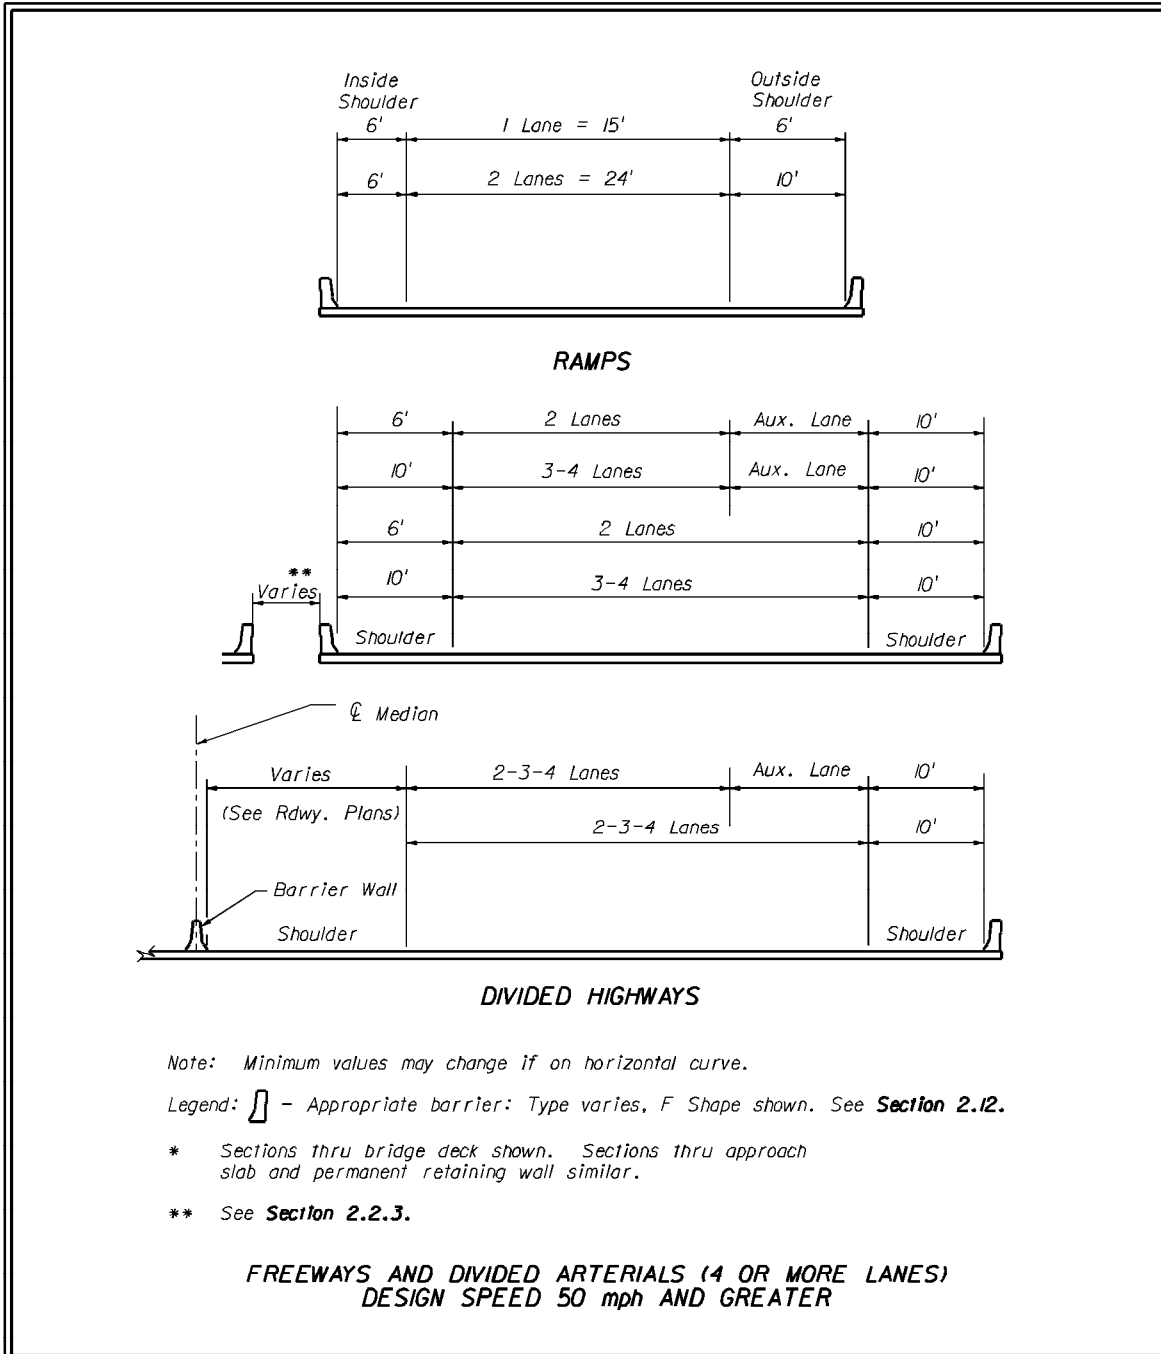 Inside
Shoulder
Outside
Shoulder
6' 1 Lane = 15' 6'
6' 2 Lanes = 24' 10'
RAMPS
6' 2 Lanes Aux. Lane 10'
10' 3-4 Lanes Aux. Lane 10'
6' 2 Lanes 10'
**
Varies
10' 3-4 Lanes 10'
Shoulder Shoulder
℄ Median
Varies 2-3-4 Lanes Aux. Lane 10'
(See Rdwy. Plans)
2-3-4 Lanes 10'
Barrier Wall
Shoulder Shoulder
DIVIDED HIGHWAYS
Note: Minimum values may change if on horizontal curve.
Legend: - Appropriate barrier: Type varies, F Shape shown. See Section 2.12.
* Sections thru bridge deck shown. Sections thru approach
slab and permanent retaining wall similar.
** See Section 2.2.3.
FREEWAYS AND DIVIDED ARTERIALS (4 OR MORE LANES)
DESIGN SPEED 50 mph AND GREATER